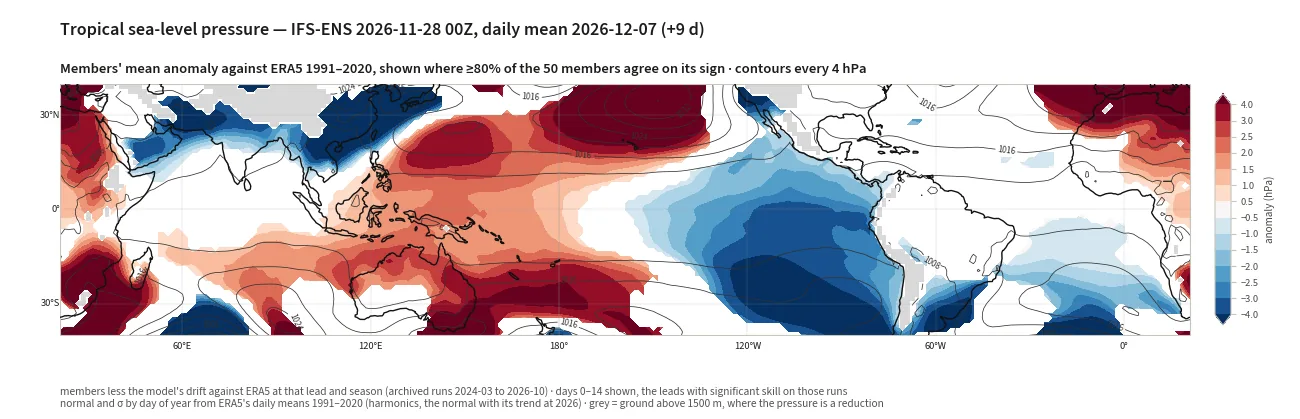 Tropical sea-level pressure — IFS-ENS 2026-11-28 00Z, daily mean 2026-12-07 (+9 d)
Members' mean anomaly against ERA5 1991–2020, shown where ≥80% of the 50 members agree on its sign · contours every 4 hPa
1024
1016
1016
1016
1016
1008
1024
1016
30°N
0°
30°S
60°E
120°E
180°
120°W
60°W
0°
4.0
3.0
2.0
1.5
1.0
0.5
−0.5
−1.0
−1.5
−2.0
−3.0
−4.0
anomaly (hPa)
members less the model's drift against ERA5 at that lead and season (archived runs 2024-03 to 2026-10) · days 0–14 shown, the leads with significant skill on those runs
normal and σ by day of year from ERA5's daily means 1991–2020 (harmonics, the normal with its trend at 2026) · grey = ground above 1500 m, where the pressure is a reduction